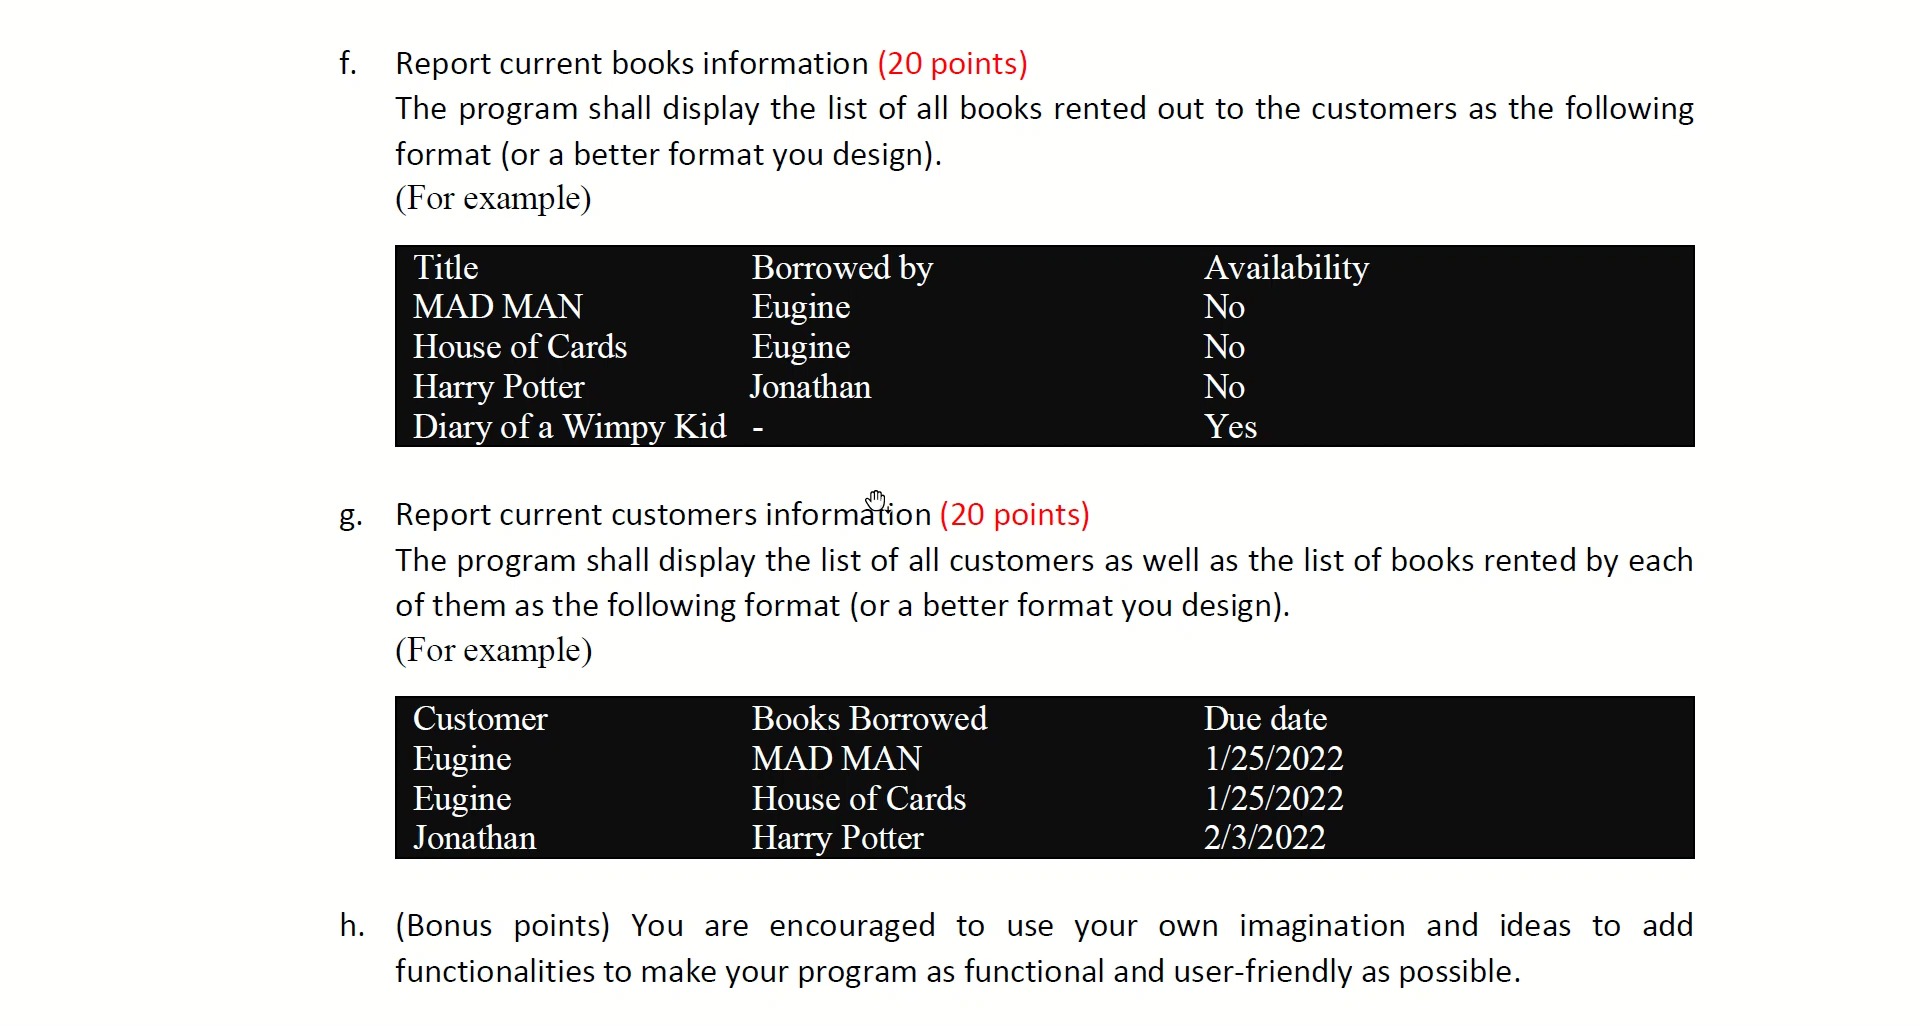 f. Report current books information (20 points)
The program shall display the list of all books rented out to the customers as the following
format (or a better format you design).
(For example)
Title Borrowed by Availability
MAD MAN Eugine No
House of Cards Eugine No
Harry Potter Jonathan No
Diary of a Wimpy Kid - Yes
g. Report current customers information (20 points)
The program shall display the list of all customers as well as the list of books rented by each
of them as the following format (or a better format you design).
(For example)
Customer Books Borrowed Due date
Eugine MAD MAN 1/25/2022
Eugine House of Cards 1/25/2022
Jonathan Harry Potter 2/3/2022
h. (Bonus points) You are encouraged to use your own imagination and ideas to add
functionalities to make your program as functional and user-friendly as possible.